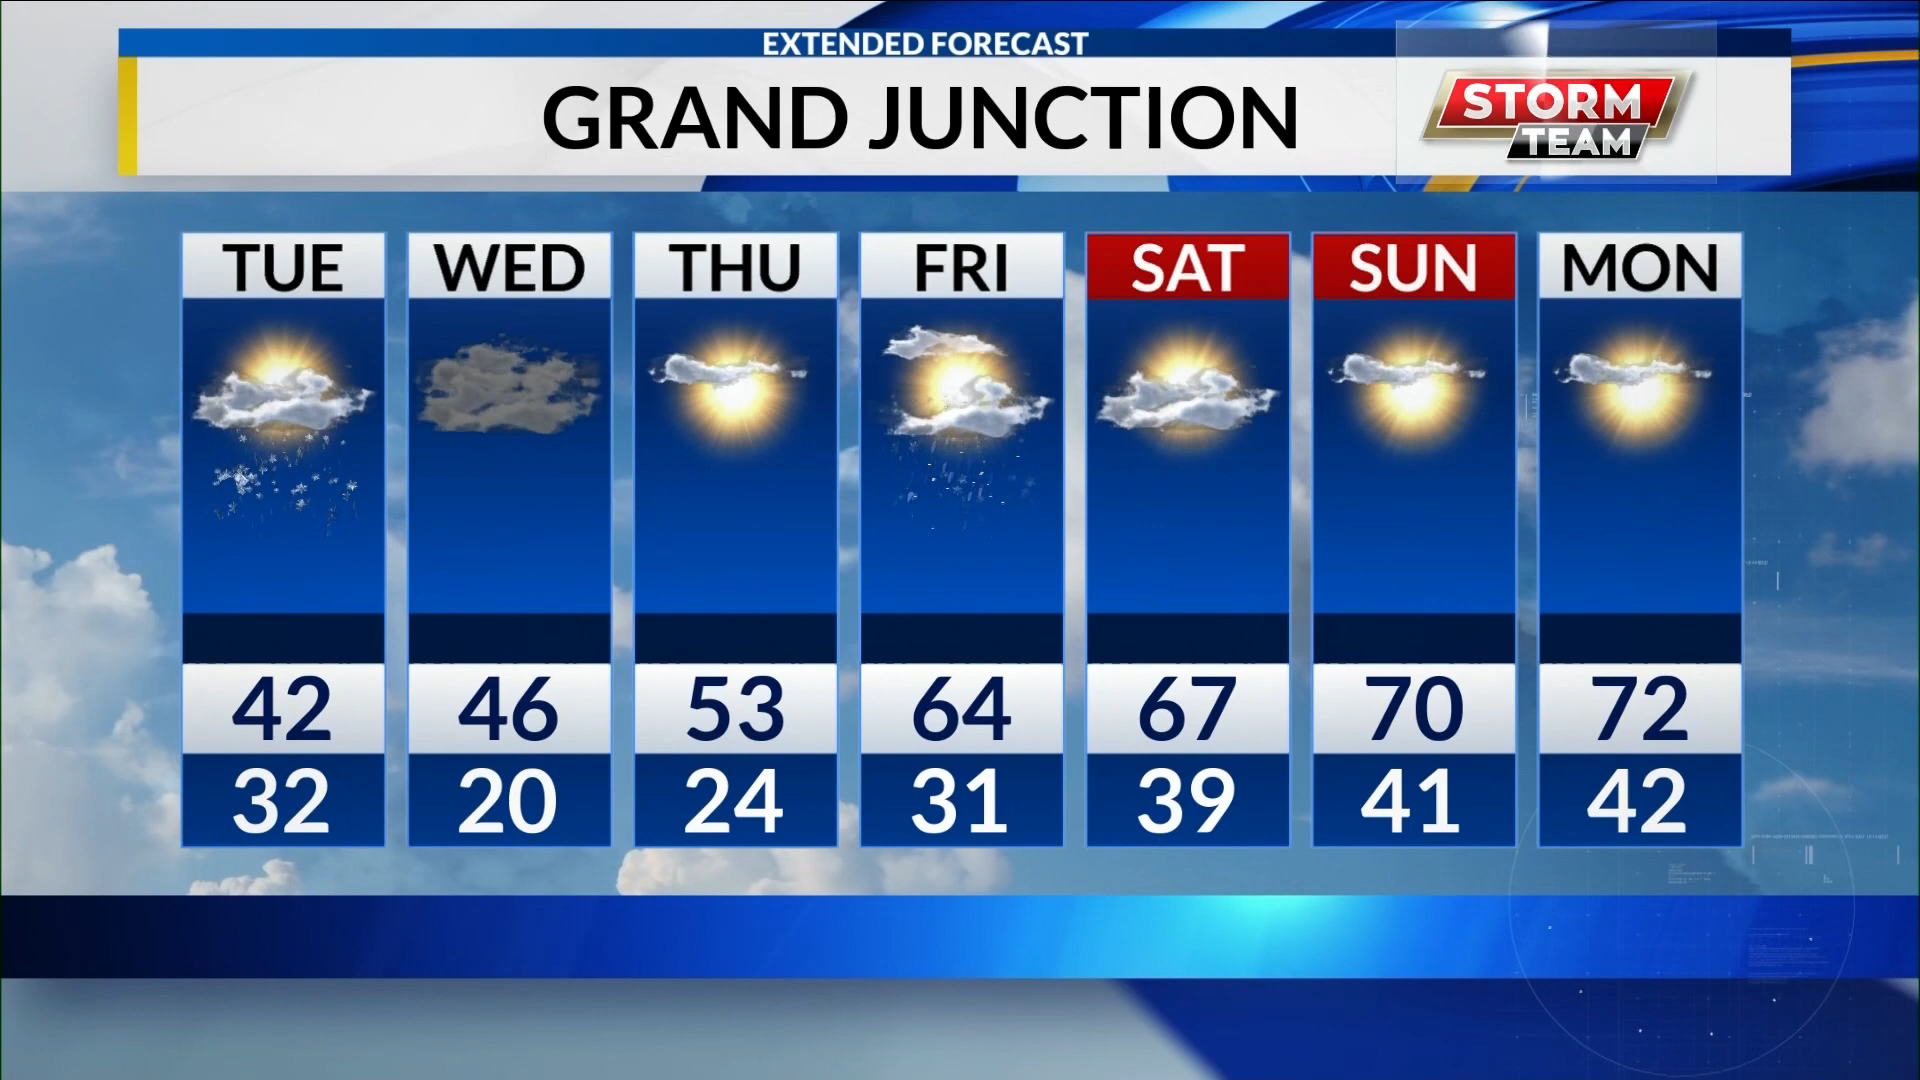 EXTENDED FORECAST
GRAND JUNCTION
STORM
TEAM
TUE WED THU FRI SAT SUN MON
42 46 53 64 67 70 72
32 20 24 31 39 41 42